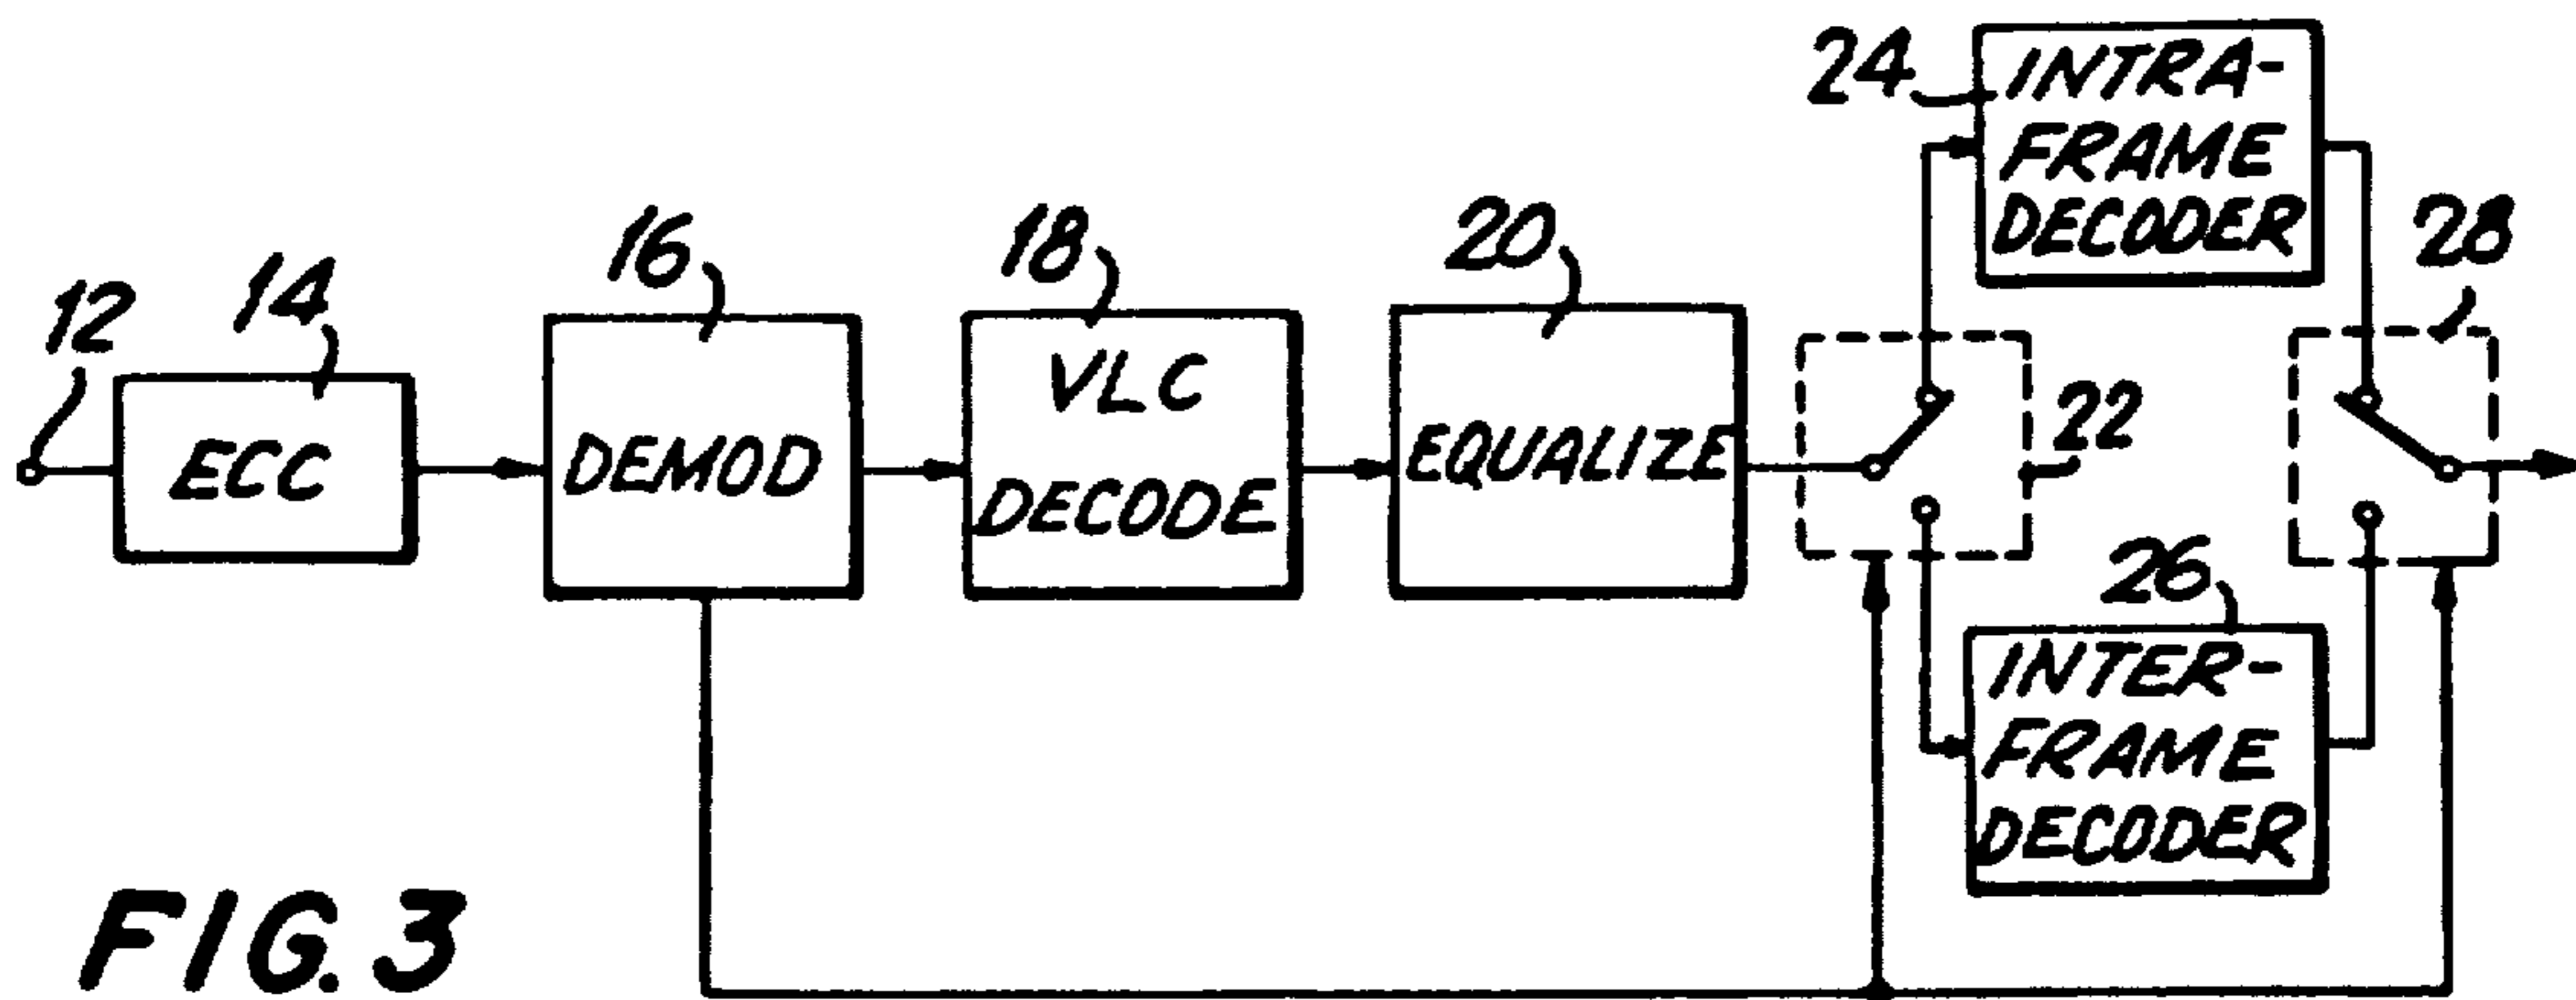 12
14
ECC
16
DEMOD
18
VLC
DECODE
20
EQUALIZE
22
24
INTRA-
FRAME
DECODER
26
INTER-
FRAME
DECODER
28
FIG. 3